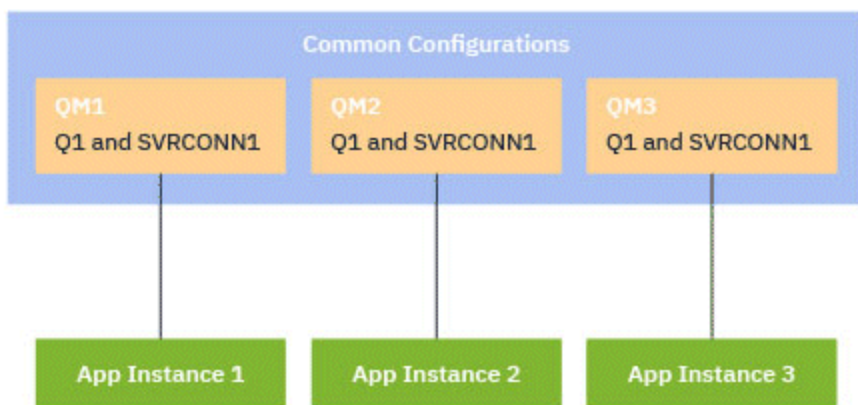 Common Configurations
QM1
Q1 and SVRCONN1
QM2
Q1 and SVRCONN1
QM3
Q1 and SVRCONN1
App Instance 1
App Instance 2
App Instance 3